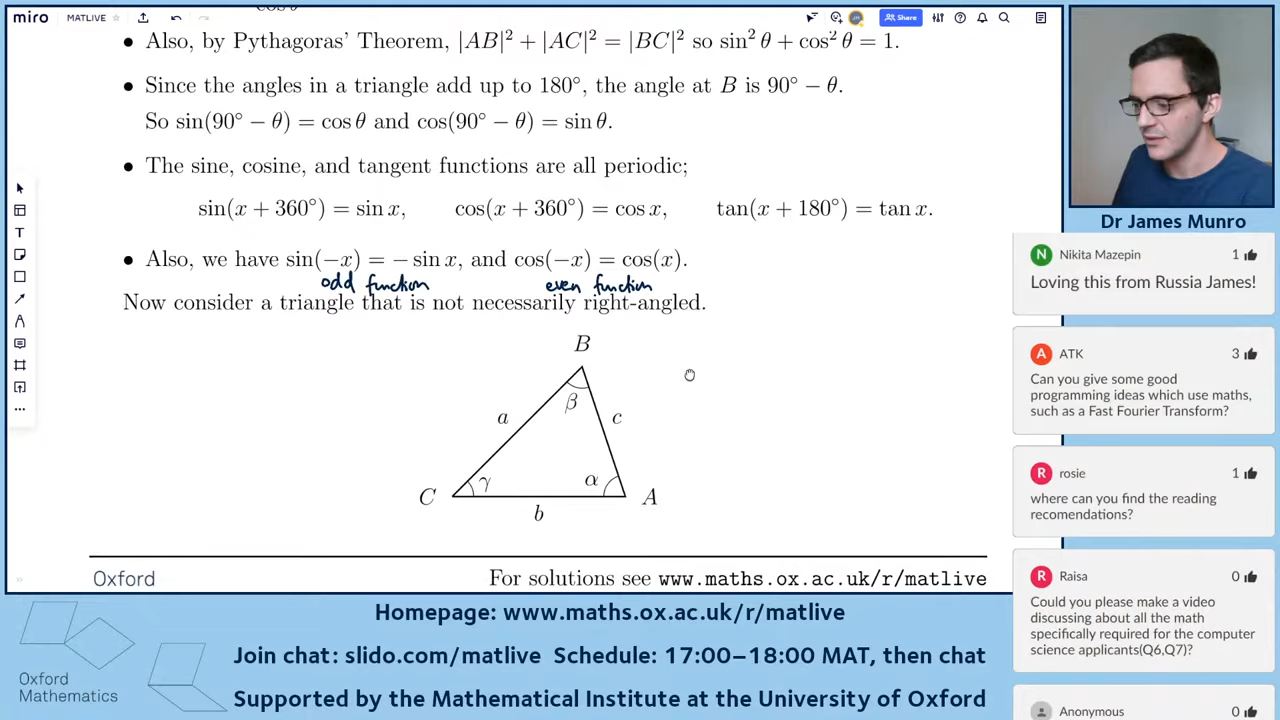 miro MATLIVE Share
cos θ
• Also, by Pythagoras' Theorem, |AB|² + |AC|² = |BC|² so sin² θ + cos² θ = 1.
• Since the angles in a triangle add up to 180°, the angle at B is 90° − θ.
So sin(90° − θ) = cos θ and cos(90° − θ) = sin θ.
• The sine, cosine, and tangent functions are all periodic;
sin(x + 360°) = sin x, cos(x + 360°) = cos x, tan(x + 180°) = tan x.
• Also, we have sin(−x) = − sin x, and cos(−x) = cos(x).
odd function even function
Now consider a triangle that is not necessarily right-angled.
B
β
a c
γ α
C A
b
Oxford For solutions see www.maths.ox.ac.uk/r/matlive
Dr James Munro
N Nikita Mazepin 1
Loving this from Russia James!
A ATK 3
Can you give some good
programming ideas which use maths,
such as a Fast Fourier Transform?
R rosie 1
where can you find the reading
recomendations?
R Raisa 0
Could you please make a video
discussing about all the math
specifically required for the computer
science applicants(Q6,Q7)?
Anonymous 0
Oxford
Mathematics
Homepage: www.maths.ox.ac.uk/r/matlive
Join chat: slido.com/matlive Schedule: 17:00–18:00 MAT, then chat
Supported by the Mathematical Institute at the University of Oxford